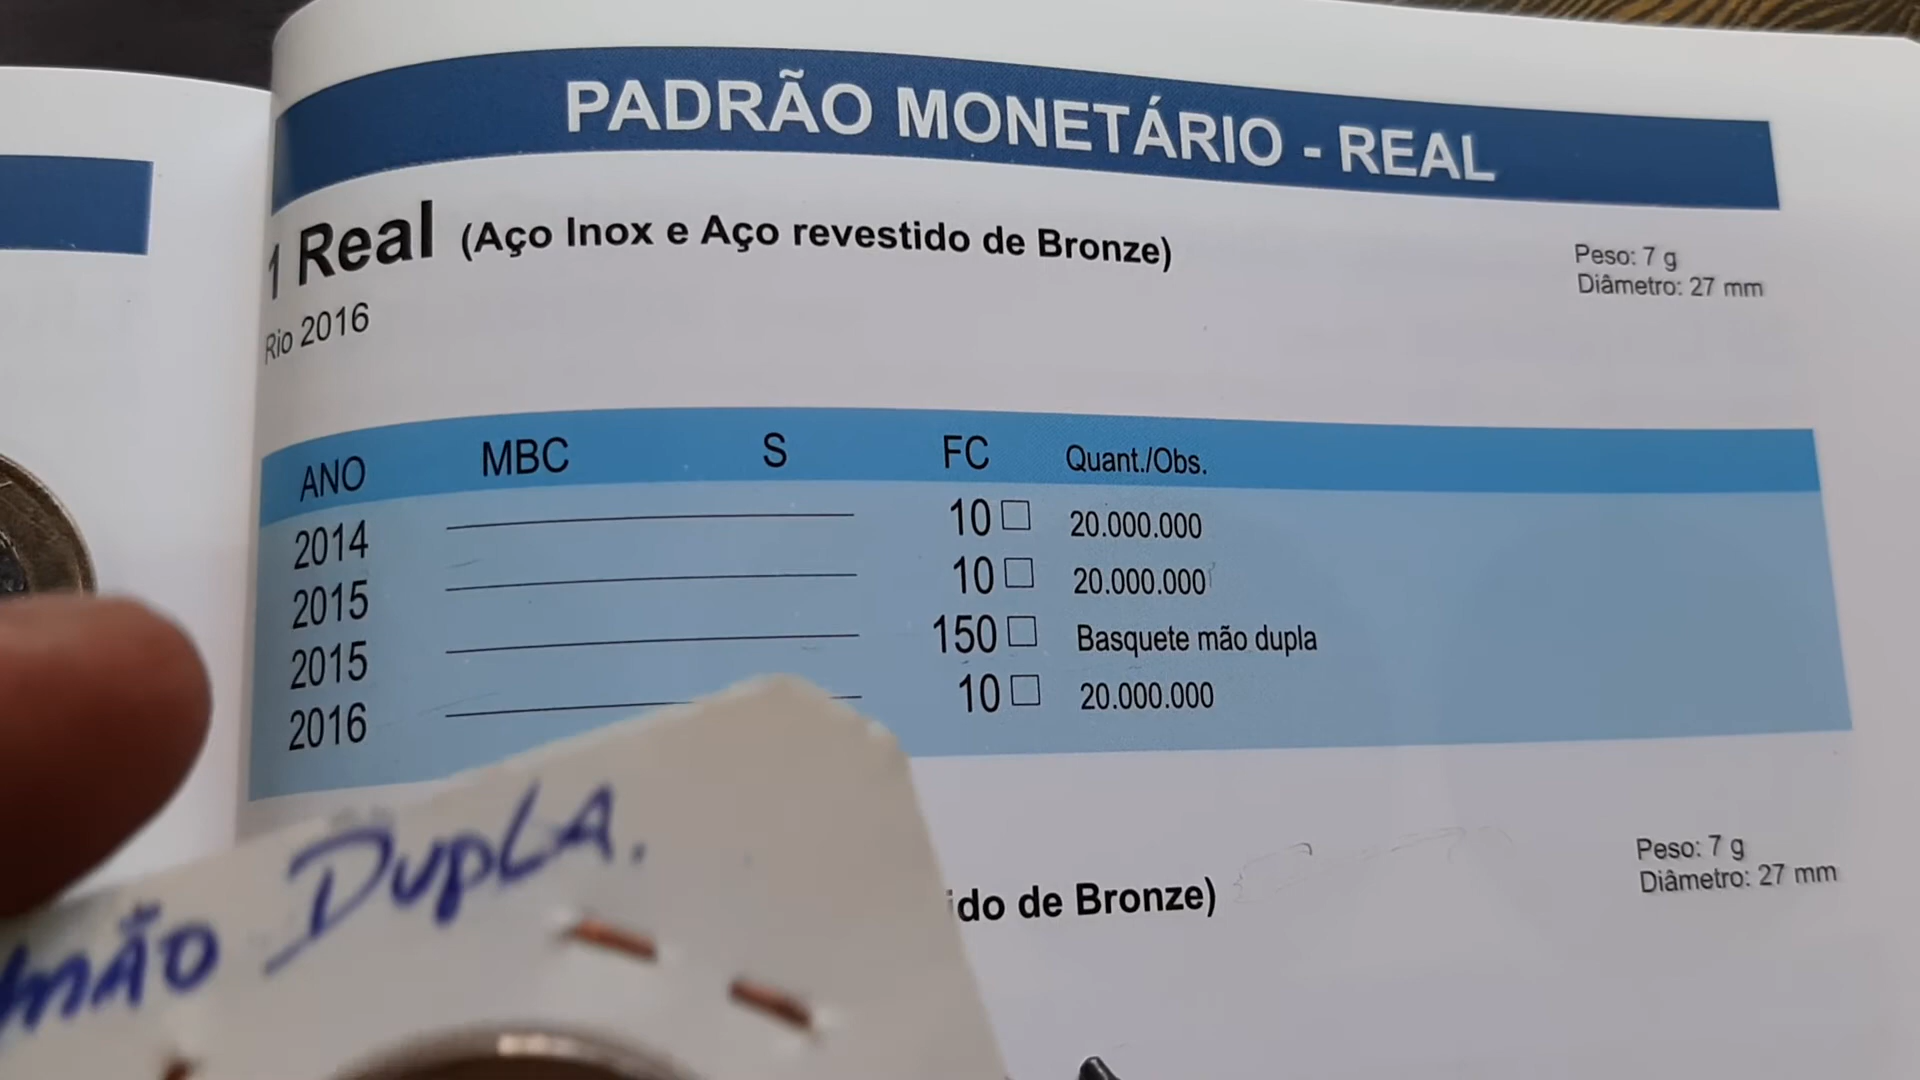 PADRÃO MONETÁRIO - REAL
1 Real (Aço Inox e Aço revestido de Bronze)
Peso: 7 g
Diâmetro: 27 mm
Rio 2016
ANO MBC S FC Quant./Obs.
2014 10 20.000.000
2015 10 20.000.000
2015 150 Basquete mão dupla
2016 10 20.000.000
do de Bronze)
Peso: 7 g
Diâmetro: 27 mm
mão Dupla.